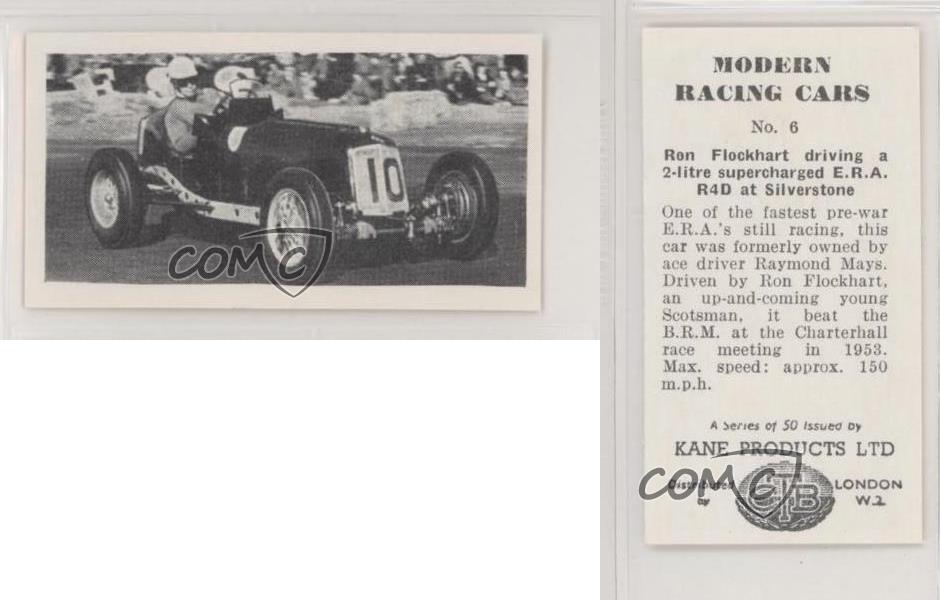 10
COMC
MODERN
RACING CARS
No. 6
Ron Flockhart driving a
2-litre supercharged E.R.A.
R4D at Silverstone
One of the fastest pre-war
E.R.A.'s still racing, this
car was formerly owned by
ace driver Raymond Mays.
Driven by Ron Flockhart,
an up-and-coming young
Scotsman, it beat the
B.R.M. at the Charterhall
race meeting in 1953.
Max. speed: approx. 150
m.p.h.
A Series of 50 Issued by
KANE PRODUCTS LTD
Distributed by
COMC
LONDON
W.2